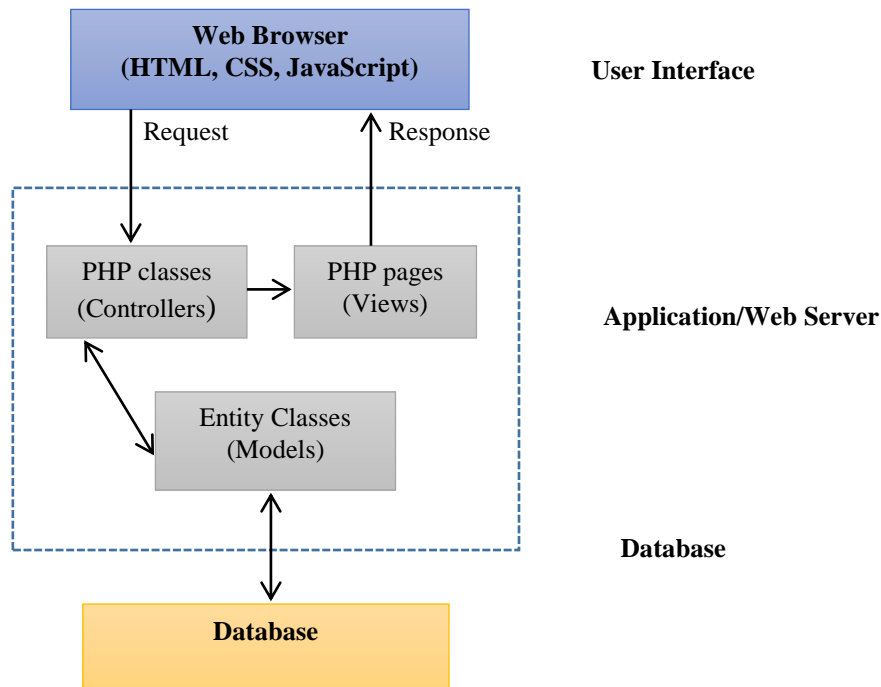 Web Browser
(HTML, CSS, JavaScript)
User Interface
Request
Response
PHP classes
(Controllers)
PHP pages
(Views)
Application/Web Server
Entity Classes
(Models)
Database
Database